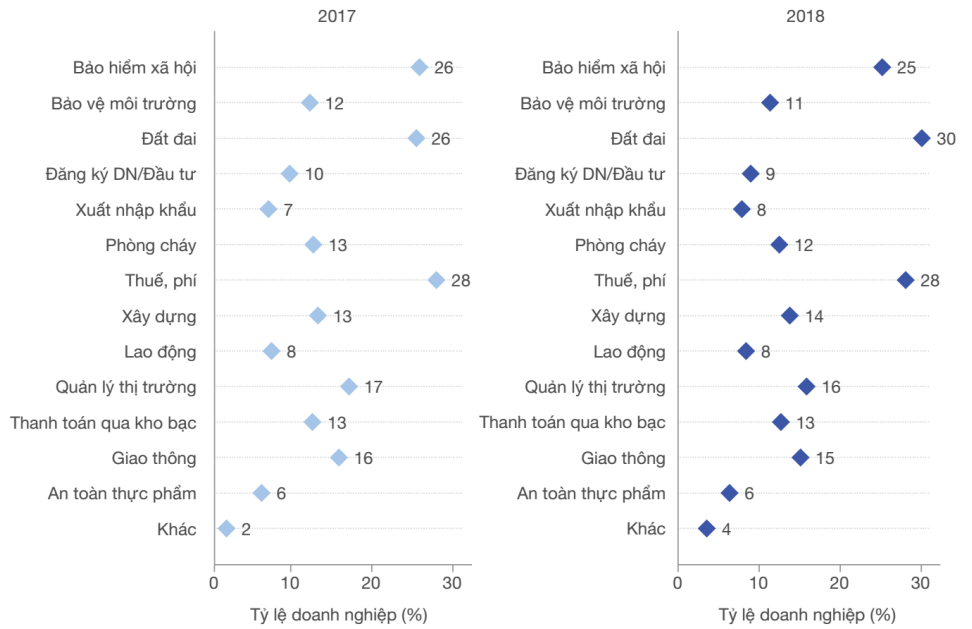 2017
Bảo hiểm xã hội 26
Bảo vệ môi trường 12
Đất đai 26
Đăng ký DN/Đầu tư 10
Xuất nhập khẩu 7
Phòng cháy 13
Thuế, phí 28
Xây dựng 13
Lao động 8
Quản lý thị trường 17
Thanh toán qua kho bạc 13
Giao thông 16
An toàn thực phẩm 6
Khác 2
0 10 20 30
Tỷ lệ doanh nghiệp (%)
2018
Bảo hiểm xã hội 25
Bảo vệ môi trường 11
Đất đai 30
Đăng ký DN/Đầu tư 9
Xuất nhập khẩu 8
Phòng cháy 12
Thuế, phí 28
Xây dựng 14
Lao động 8
Quản lý thị trường 16
Thanh toán qua kho bạc 13
Giao thông 15
An toàn thực phẩm 6
Khác 4
0 10 20 30
Tỷ lệ doanh nghiệp (%)